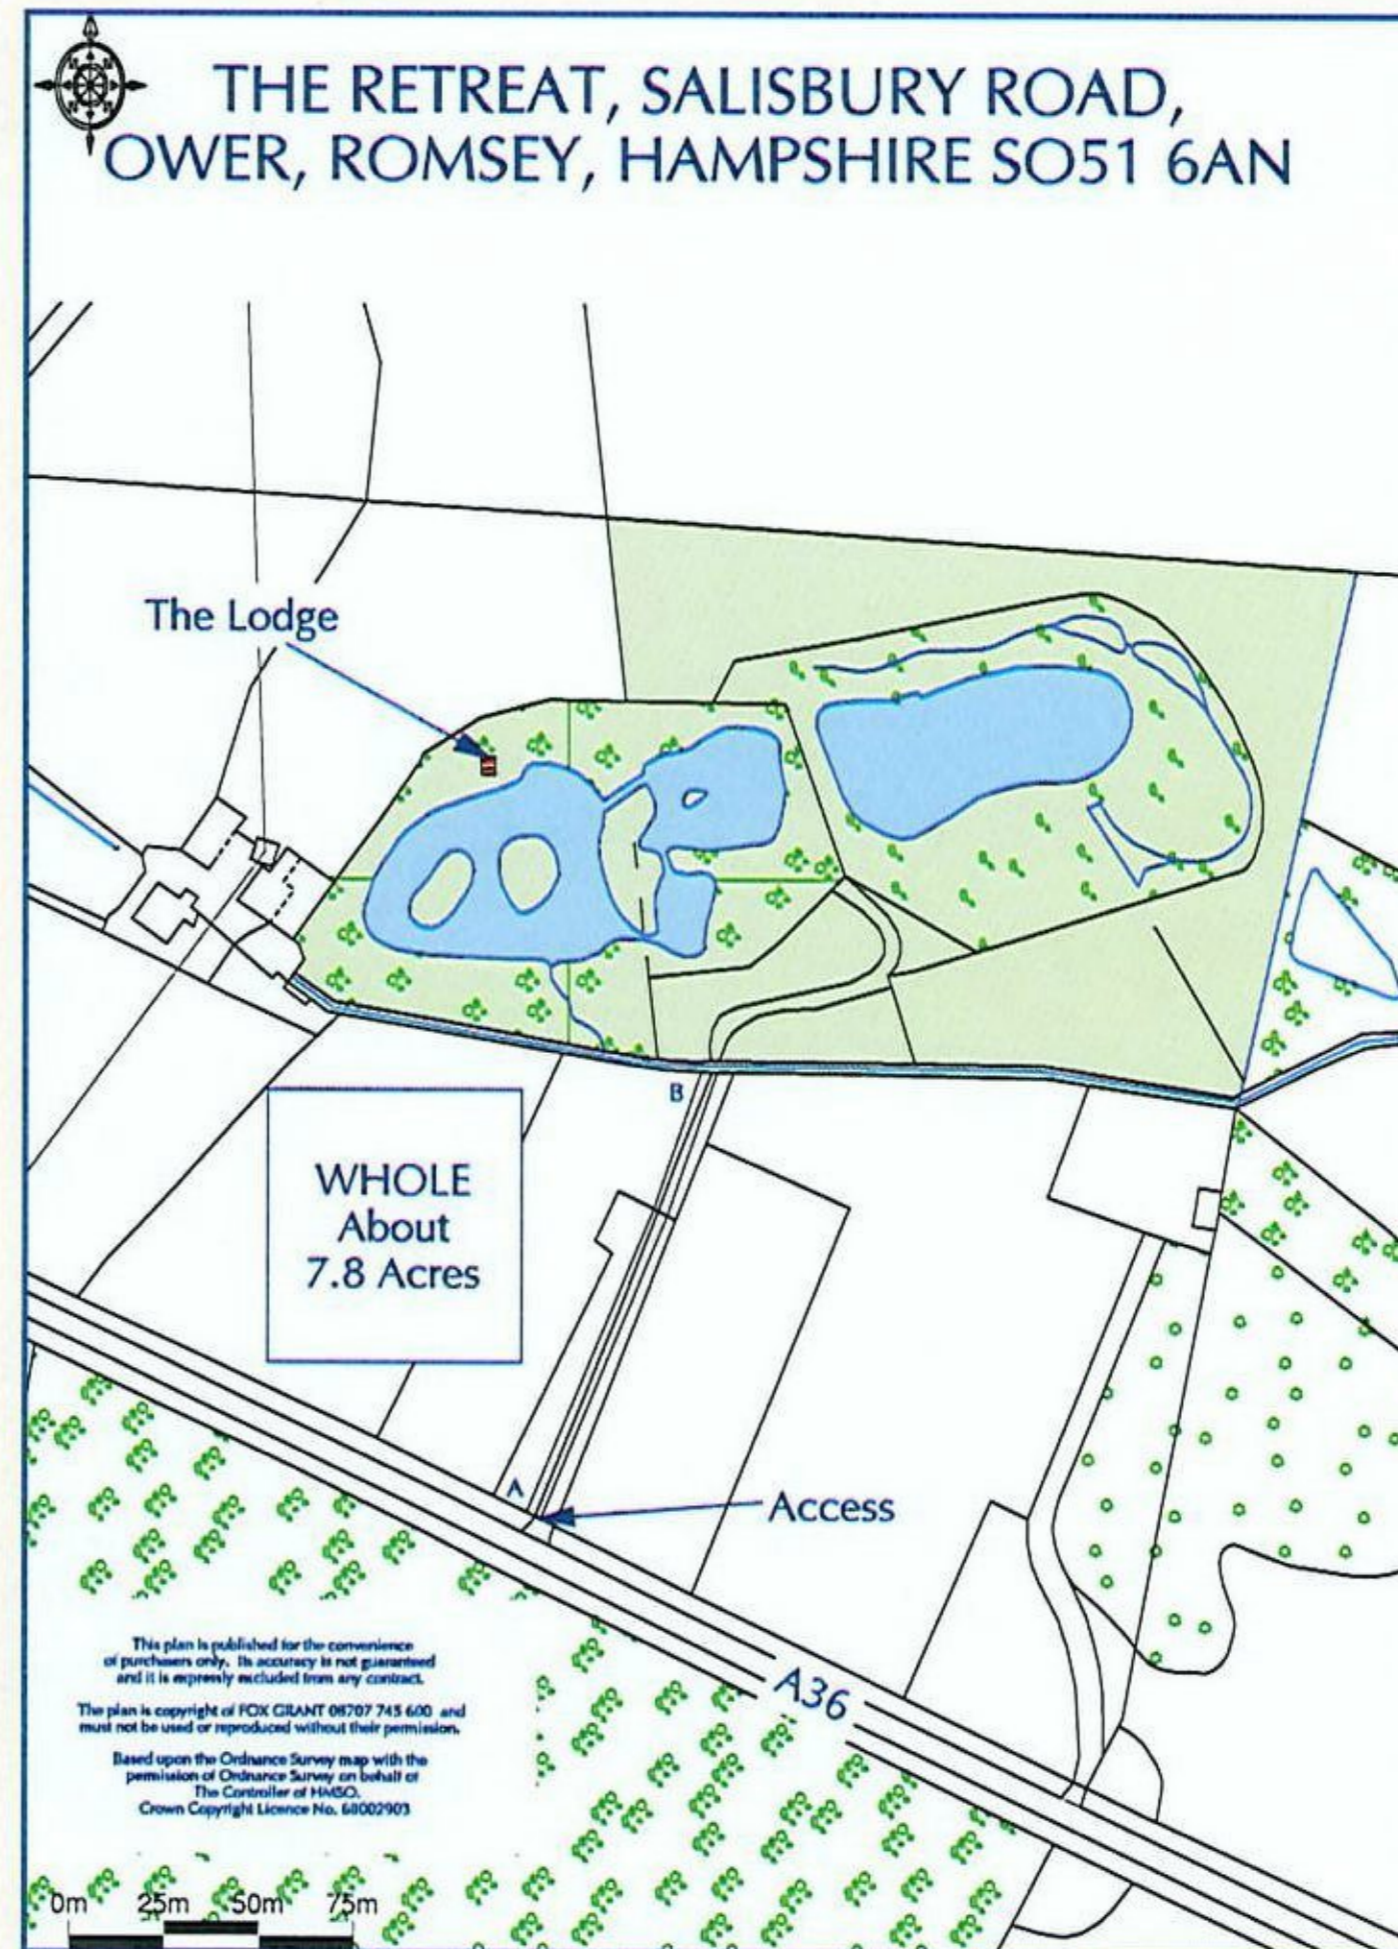 THE RETREAT, SALISBURY ROAD,
OWER, ROMSEY, HAMPSHIRE SO51 6AN
The Lodge
B
WHOLE
About
7.8 Acres
A
Access
A36
This plan is published for the convenience
of purchasers only. Its accuracy is not guaranteed
and it is expressly excluded from any contract.
The plan is copyright of FOX GRANT 08707 745 600 and
must not be used or reproduced without their permission.
Based upon the Ordnance Survey map with the
permission of Ordnance Survey on behalf of
The Controller of HMSO.
Crown Copyright Licence No. 68002903
0m 25m 50m 75m